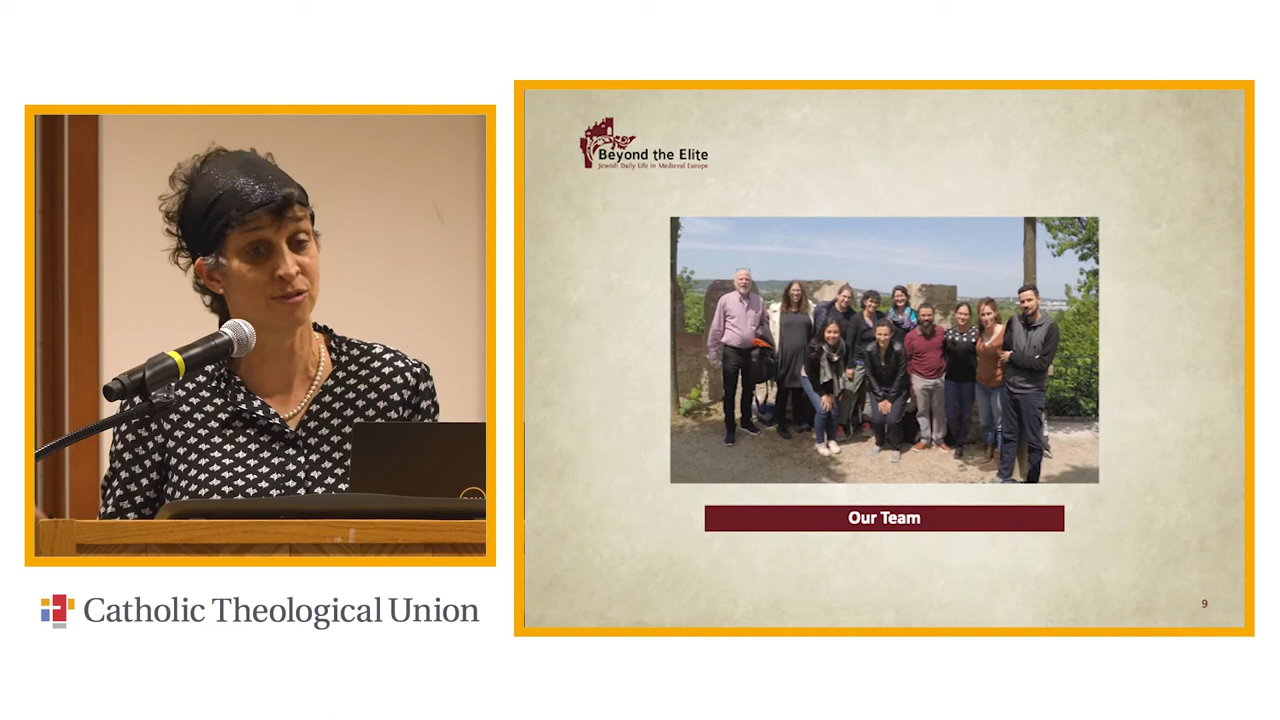 Beyond the Elite
Jewish Daily Life in Medieval Europe
Our Team
9
Catholic Theological Union